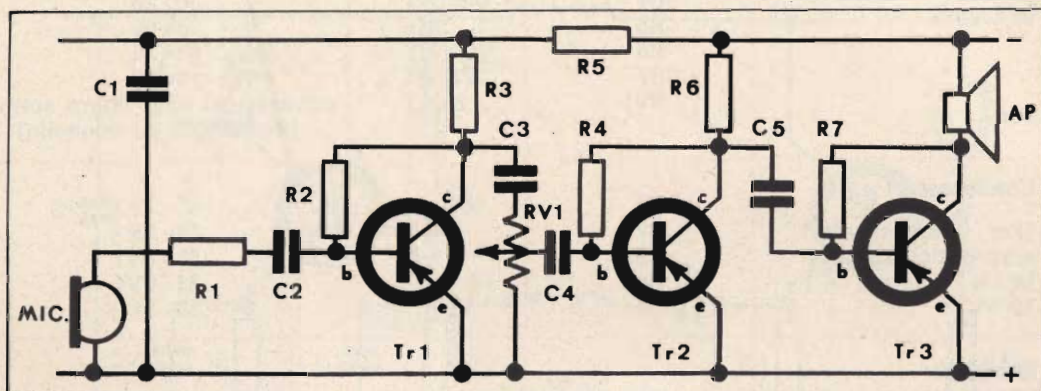 C1
R3
R5
R6
AP
C3
R4
C5
R7
R2
RV1
c
c
c
b
b
b
R1
C2
C4
MIC.
e
e
e
Tr1
Tr2
Tr3
-
+